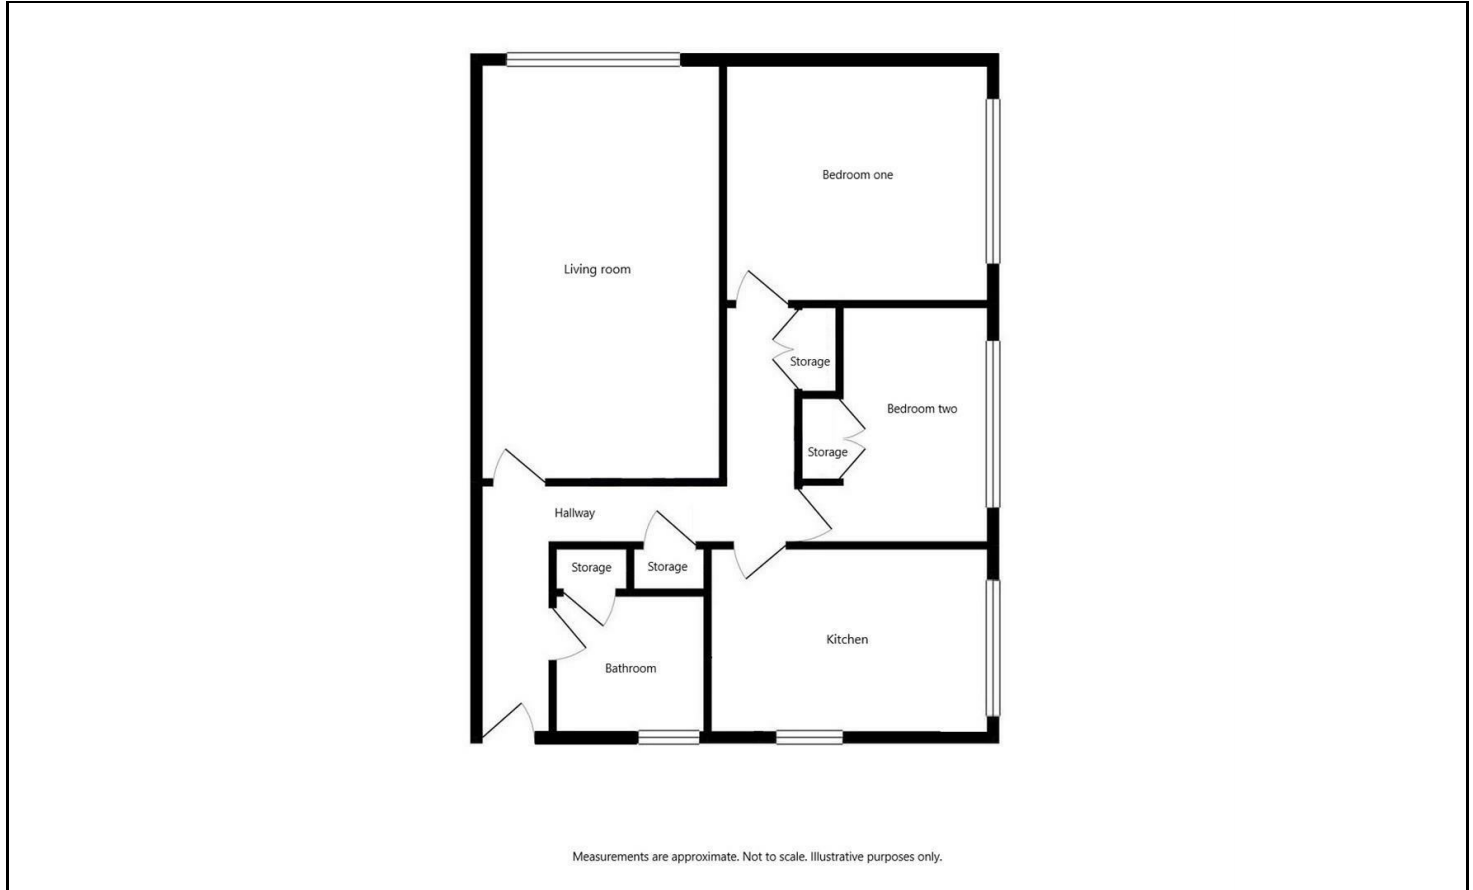 Bedroom one
Living room
Storage
Bedroom two
Storage
Hallway
Storage
Storage
Kitchen
Bathroom
Measurements are approximate. Not to scale. Illustrative purposes only.